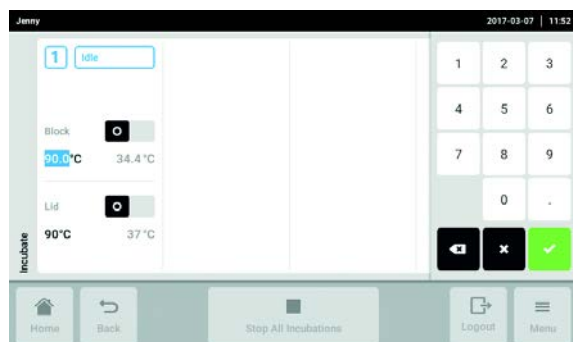 Jenny
2017-03-07 | 11:52
1 Idle
Block
90.0°C 34.4°C
Lid
90°C 37°C
Incubate
1 2 3
4 5 6
7 8 9
0 .
Home
Back
Stop All Incubations
Logout
Menu